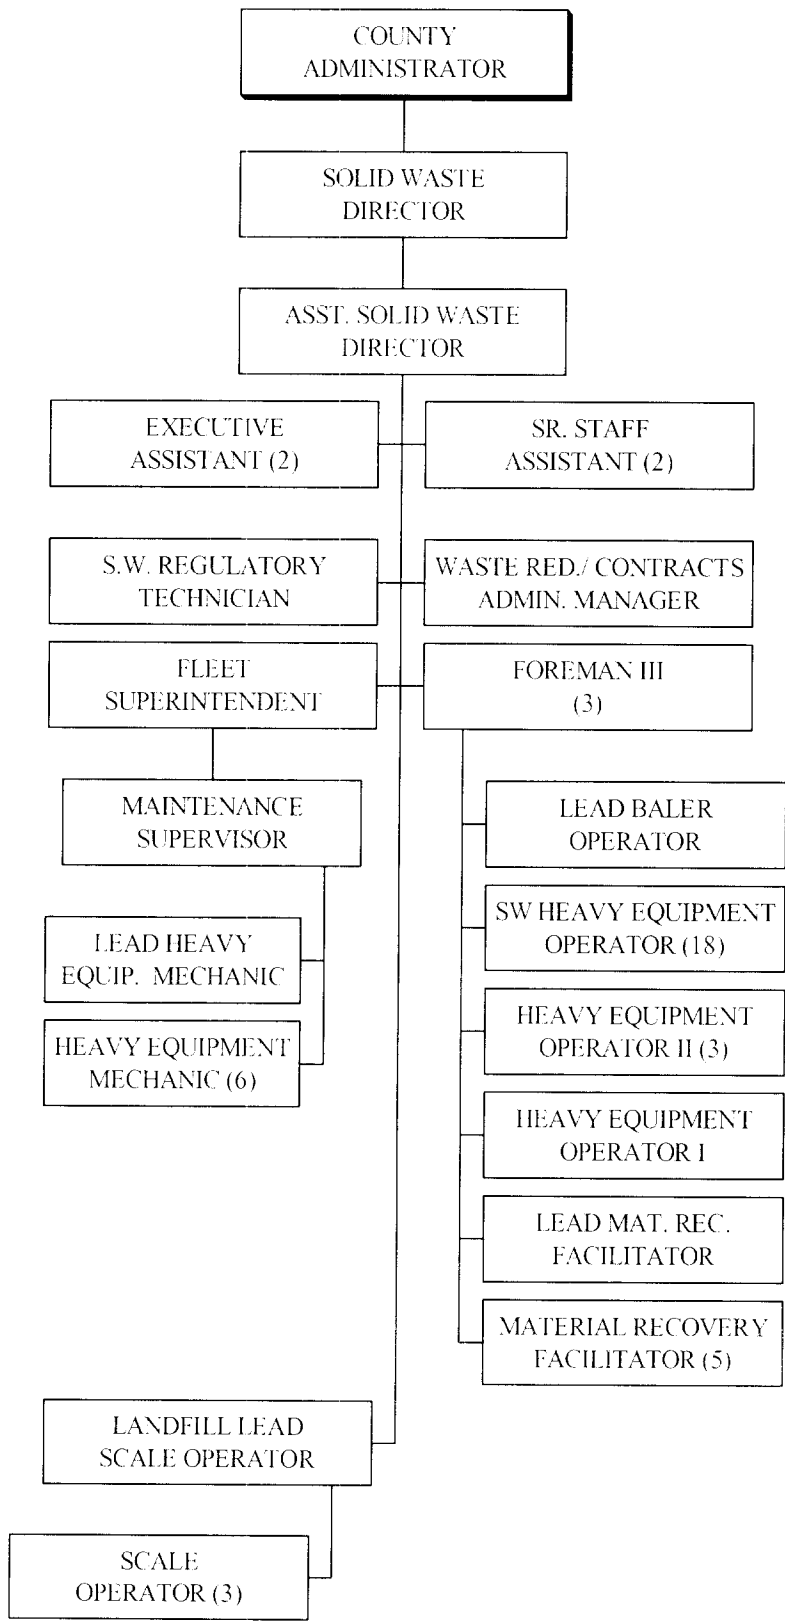 COUNTY
ADMINISTRATOR
SOLID WASTE
DIRECTOR
ASST. SOLID WASTE
DIRECTOR
EXECUTIVE
ASSISTANT (2)
SR. STAFF
ASSISTANT (2)
S.W. REGULATORY
TECHNICIAN
WASTE RED./ CONTRACTS
ADMIN. MANAGER
FLEET
SUPERINTENDENT
FOREMAN III
(3)
MAINTENANCE
SUPERVISOR
LEAD HEAVY
EQUIP. MECHANIC
HEAVY EQUIPMENT
MECHANIC (6)
LEAD BALER
OPERATOR
SW HEAVY EQUIPMENT
OPERATOR (18)
HEAVY EQUIPMENT
OPERATOR II (3)
HEAVY EQUIPMENT
OPERATOR I
LEAD MAT. REC.
FACILITATOR
MATERIAL RECOVERY
FACILITATOR (5)
LANDFILL LEAD
SCALE OPERATOR
SCALE
OPERATOR (3)